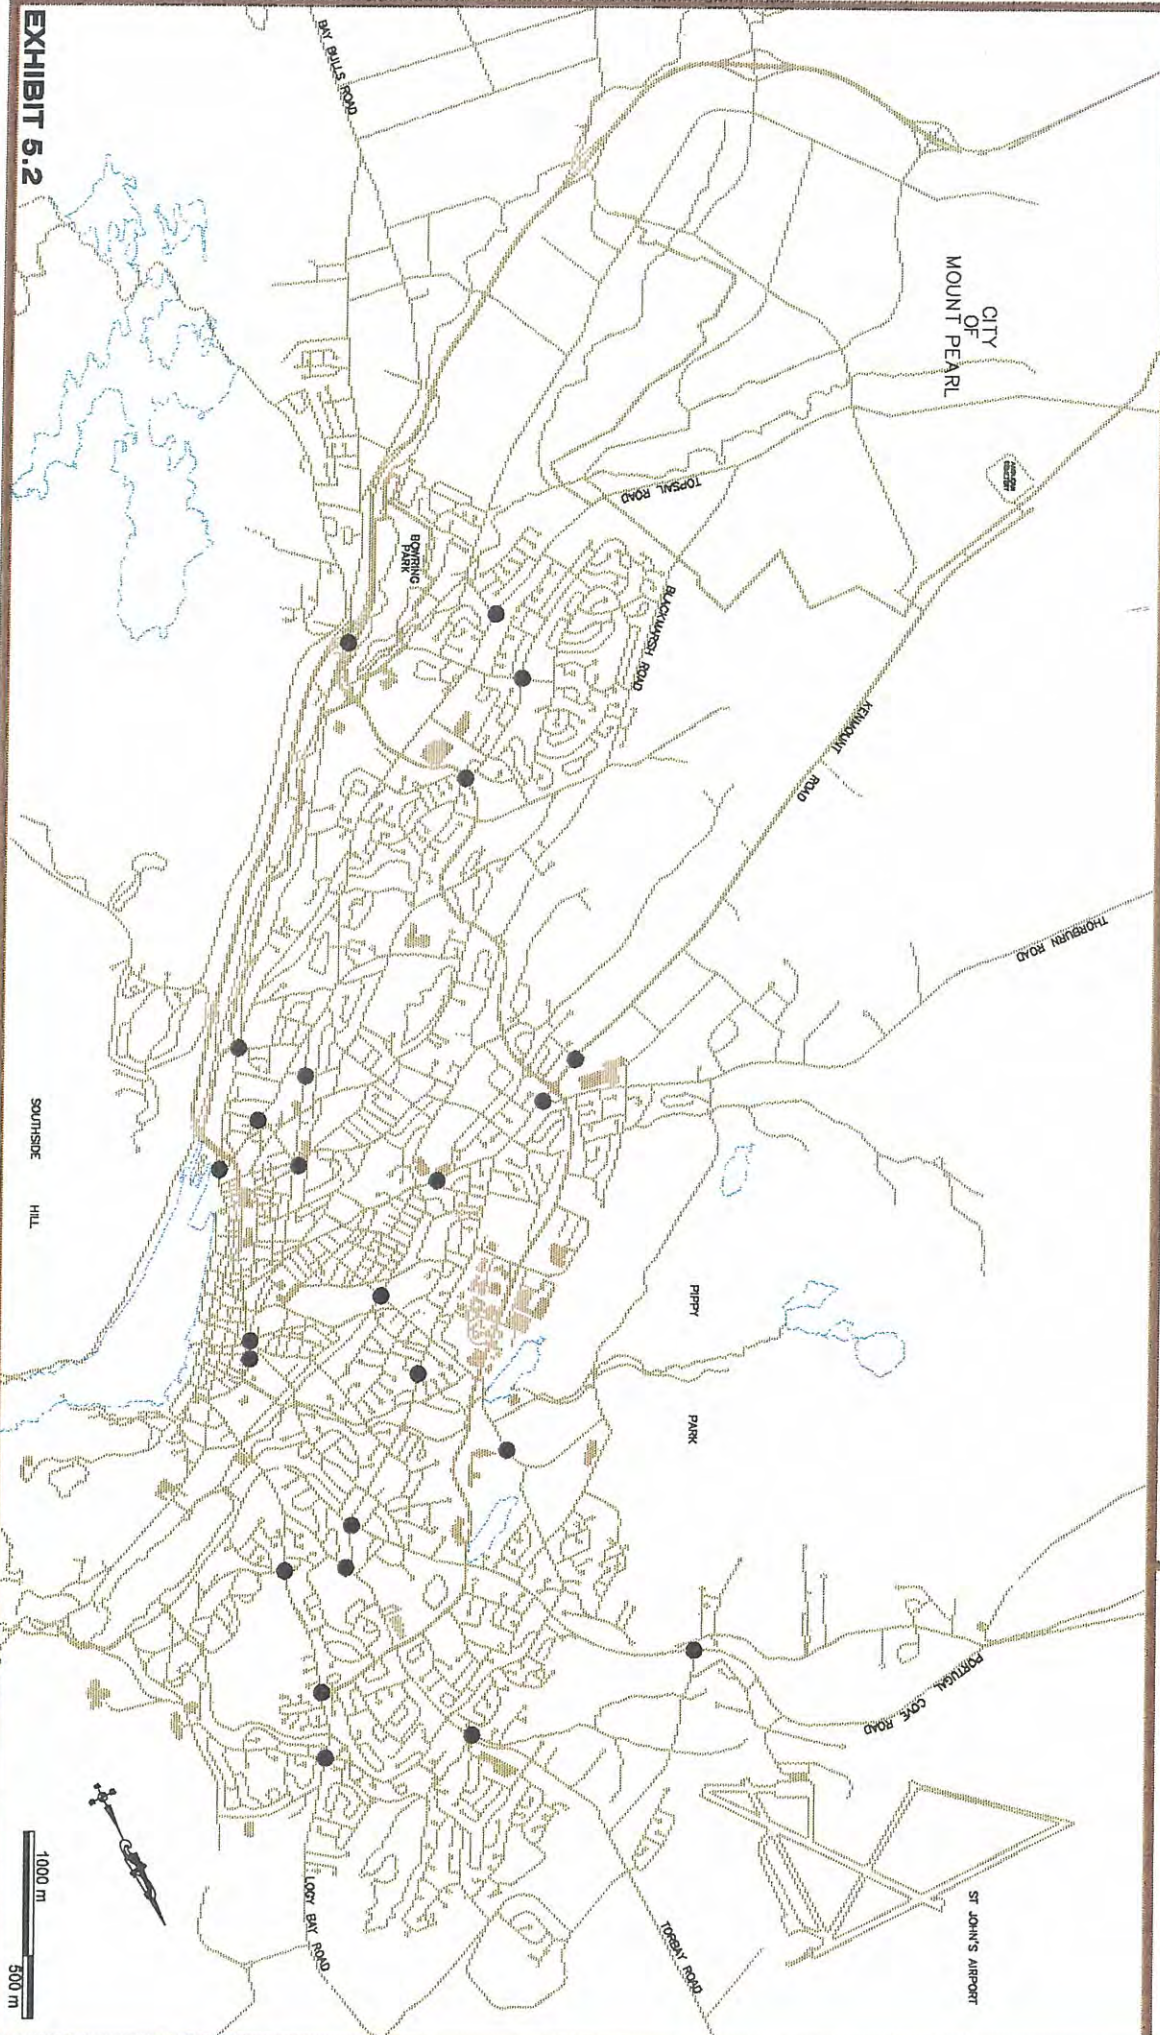 EXHIBIT 5.2
BAY BULLS ROAD
CITY
OF
MOUNT PEARL
TOPSAIL ROAD
BOWRING
PARK
BLACKMARSH ROAD
KENMOUNT
ROAD
THORBURN ROAD
SOUTHSIDE HILL
PIPPY PARK
PORTUGAL COVE ROAD
ST JOHN'S AIRPORT
TORBAY ROAD
LOGY BAY ROAD
1000 m
500 m